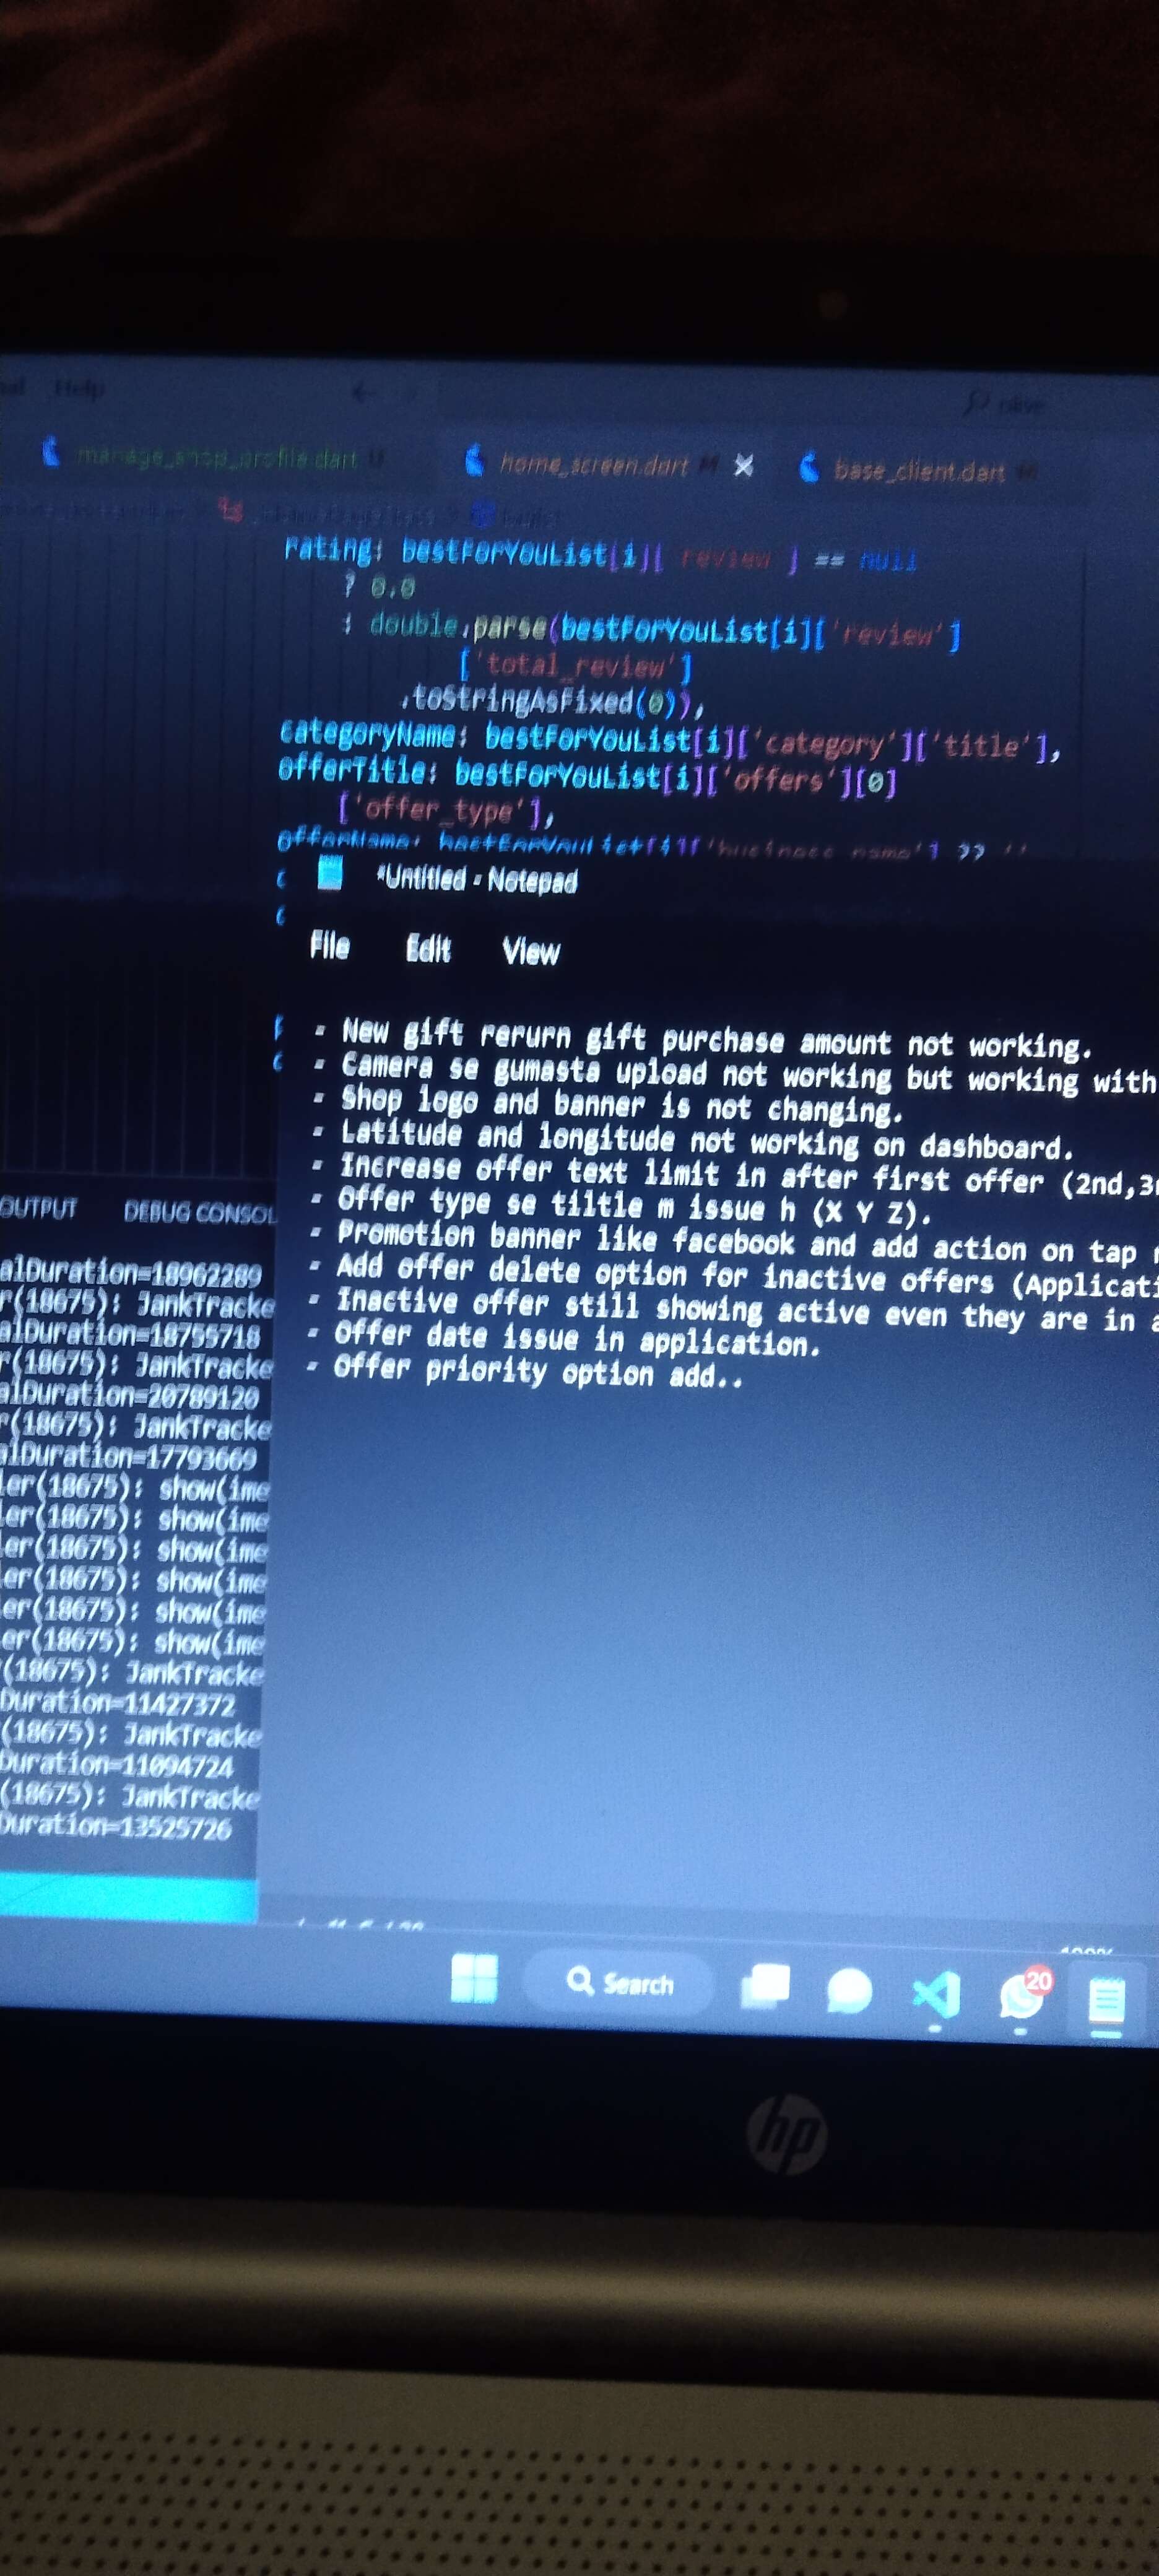 Help
manage_shop_profile.dart U
home_screen.dart M
base_client.dart M
rating: bestForYouList[i]['review'] == null
? 0.0
: double.parse(bestForYouList[i]['review']
['total_review']
.toStringAsFixed(0)),
categoryName: bestForYouList[i]['category']['title'],
offerTitle: bestForYouList[i]['offers'][0]
['offer_type'],
offerName: bestForYouList[i]['business_name'] ?? ''
*Untitled - Notepad
File Edit View
- New gift rerurn gift purchase amount not working.
- Camera se gumasta upload not working but working with
- Shop logo and banner is not changing.
- Latitude and longitude not working on dashboard.
- Increase offer text limit in after first offer (2nd,3r
- Offer type se tiltle m issue h (X Y Z).
- Promotion banner like facebook and add action on tap
- Add offer delete option for inactive offers (Applicati
- Inactive offer still showing active even they are in a
- Offer date issue in application.
- Offer priority option add..
OUTPUT DEBUG CONSOL
alDuration=18962289
r(18675): JankTracke
alDuration=18755718
r(18675): JankTracke
alDuration=20789120
r(18675): JankTracke
alDuration=17793669
ler(18675): show(ime
ler(18675): show(ime
ler(18675): show(ime
er(18675): show(ime
er(18675): show(ime
er(18675): show(ime
(18675): JankTracke
Duration=11427372
(18675): JankTracke
Duration=11094724
(18675): JankTracke
Duration=13525726
100%
Search
20
hp